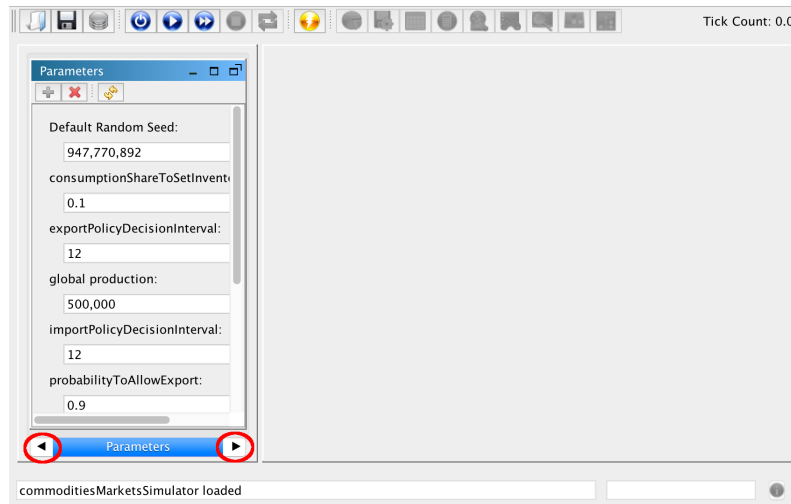 Tick Count: 0.0
Parameters
Default Random Seed:
947,770,892
consumptionShareToSetInvento
0.1
exportPolicyDecisionInterval:
12
global production:
500,000
importPolicyDecisionInterval:
12
probabilityToAllowExport:
0.9
Parameters
commoditiesMarketsSimulator loaded